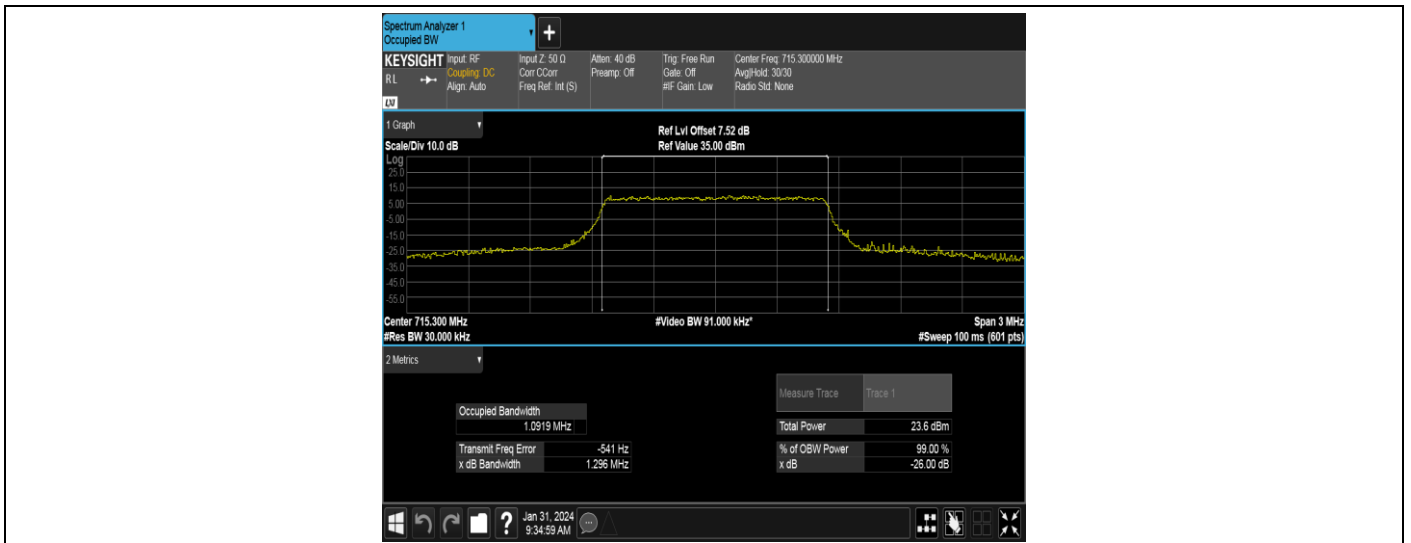 Spectrum Analyzer 1
Occupied BW
+
KEYSIGHT Input: RF Input Z: 50 Ω Atten: 40 dB Trig: Free Run Center Freq: 715.300000 MHz
RL Coupling: DC Corr CCorr Preamp: Off Gate: Off Avg|Hold: 30/30
Align: Auto Freq Ref: Int (S) #IF Gain: Low Radio Std: None
LXI
1 Graph
Ref Lvl Offset 7.52 dB
Scale/Div 10.0 dB Ref Value 35.00 dBm
Log
25.0
15.0
5.00
-5.00
-15.0
-25.0
-35.0
-45.0
-55.0
Center 715.300 MHz #Video BW 91.000 kHz* Span 3 MHz
#Res BW 30.000 kHz #Sweep 100 ms (601 pts)
2 Metrics
Measure Trace Trace 1
Occupied Bandwidth
1.0919 MHz
Total Power 23.6 dBm
Transmit Freq Error -541 Hz % of OBW Power 99.00 %
x dB Bandwidth 1.296 MHz x dB -26.00 dB
? Jan 31, 2024
9:34:59 AM